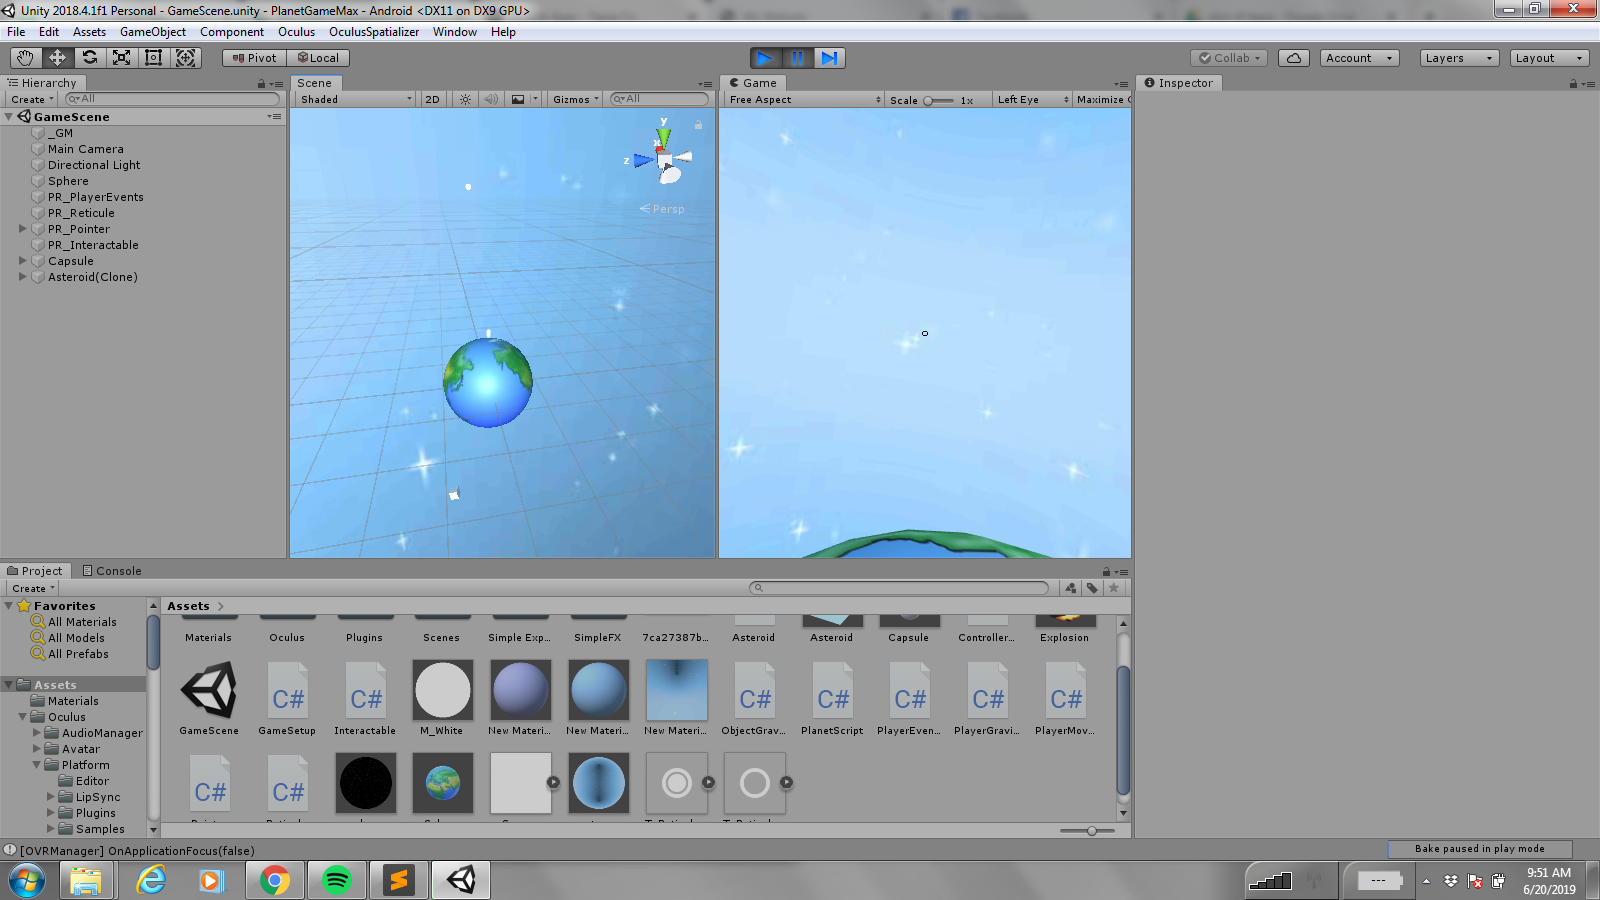 Unity 2018.4.1f1 Personal - GameScene.unity - PlanetGameMax - Android <DX11 on DX9 GPU>
File Edit Assets GameObject Component Oculus OculusSpatializer Window Help
Pivot Local Collab Account Layers Layout
Hierarchy
Create All
GameScene
_GM
Main Camera
Directional Light
Sphere
PR_PlayerEvents
PR_Reticule
PR_Pointer
PR_Interactable
Capsule
Asteroid(Clone)
Scene
Shaded 2D Gizmos All
y
x
z
Persp
Game
Free Aspect Scale 1x Left Eye Maximize
Inspector
Project Console
Create
Favorites
All Materials
All Models
All Prefabs
Assets
Materials
Oculus
AudioManager
Avatar
Platform
Editor
LipSync
Plugins
Samples
Assets
Materials Oculus Plugins Scenes Simple Exp... SimpleFX 7ca27387b... Asteroid Asteroid Capsule Controller... Explosion
C# C# C# C# C# C# C#
GameScene GameSetup Interactable M_White New Materi... New Materi... New Materi... ObjectGrav... PlanetScript PlayerEven... PlayerGravi... PlayerMov...
C# C#
[OVRManager] OnApplicationFocus(false)
Bake paused in play mode
---
9:51 AM
6/20/2019